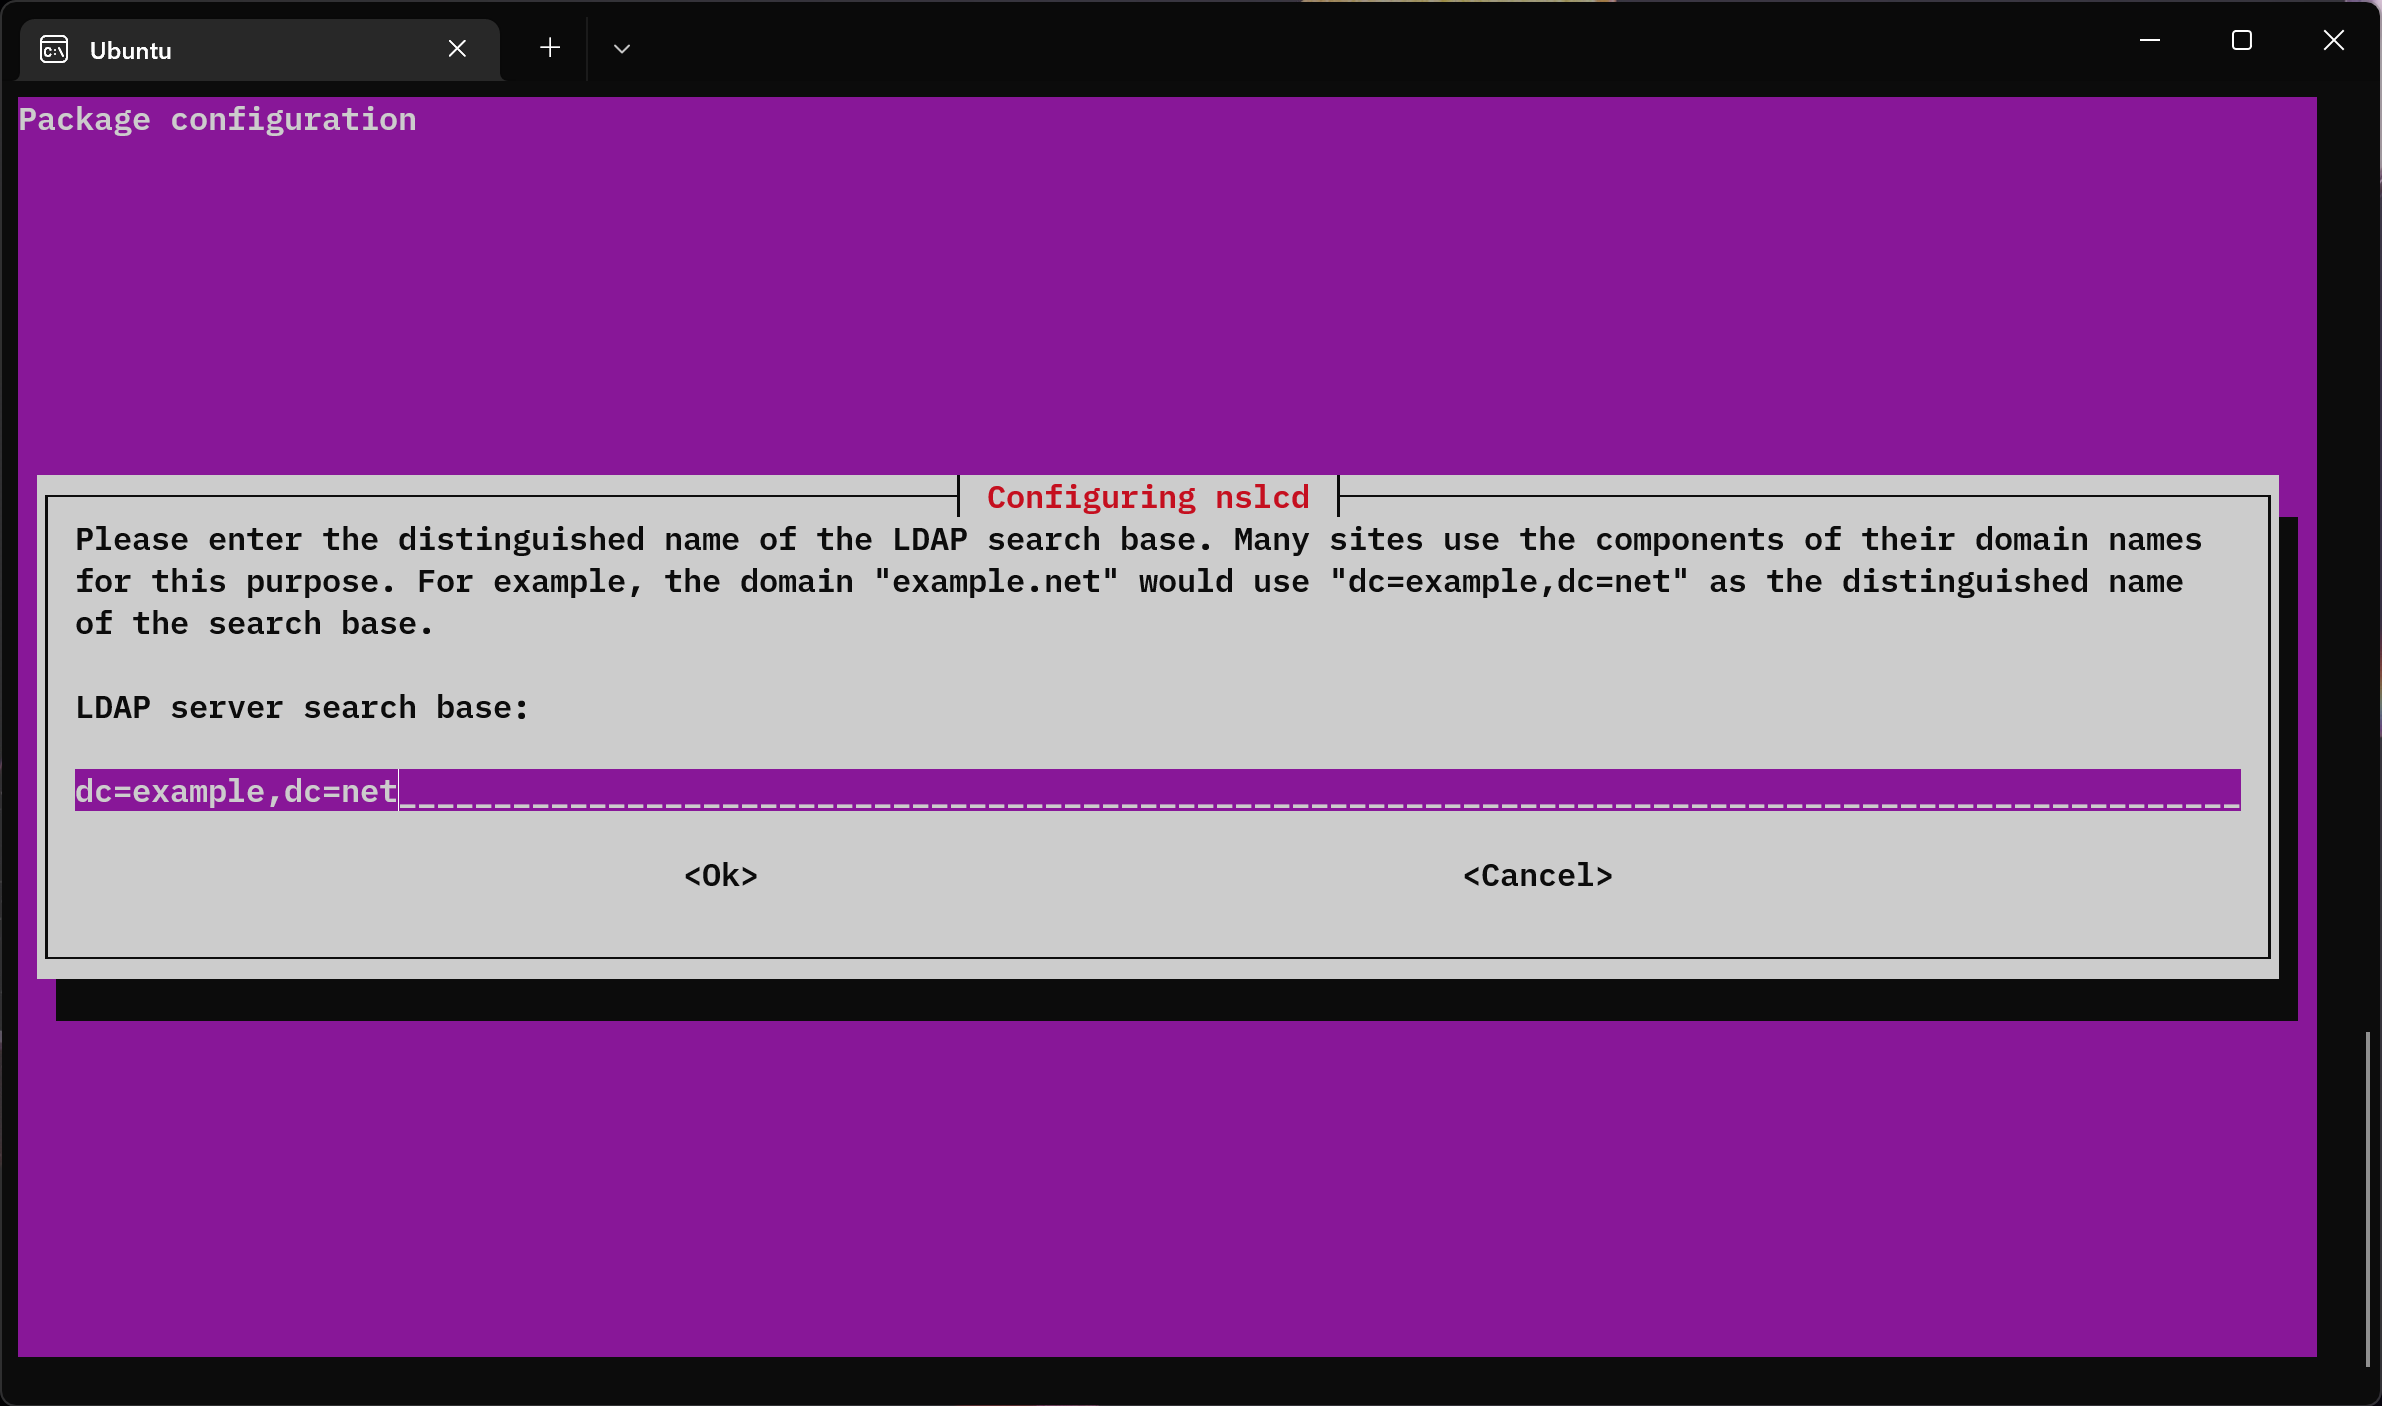 Ubuntu
Package configuration
Configuring nslcd
Please enter the distinguished name of the LDAP search base. Many sites use the components of their domain names
for this purpose. For example, the domain "example.net" would use "dc=example,dc=net" as the distinguished name
of the search base.
LDAP server search base:
dc=example,dc=net
<Ok> <Cancel>